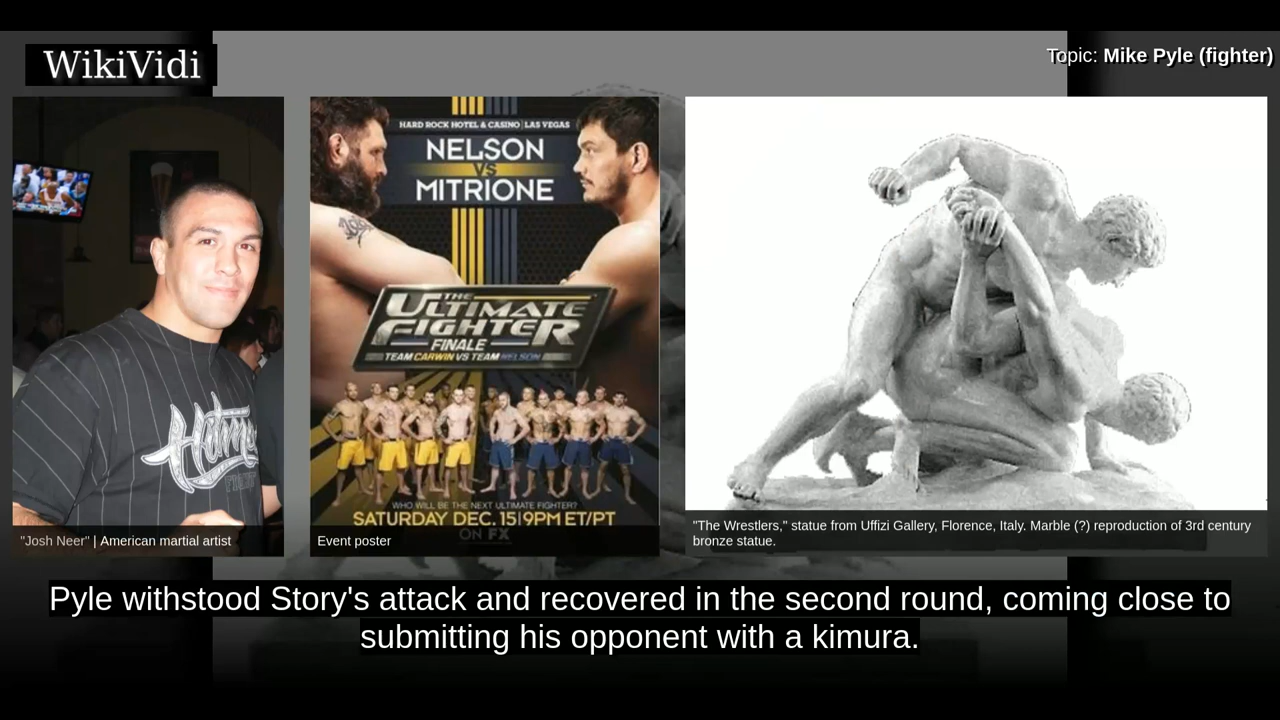 WikiVidi
Topic: Mike Pyle (fighter)
HARD ROCK HOTEL & CASINO | LAS VEGAS
NELSON
VS
MITRIONE
THE
ULTIMATE
FIGHTER
FINALE
TEAM CARWIN VS TEAM NELSON
WHO WILL BE THE NEXT ULTIMATE FIGHTER?
SATURDAY DEC. 15|9PM ET/PT
ON FX
"Josh Neer" | American martial artist
Event poster
"The Wrestlers," statue from Uffizi Gallery, Florence, Italy. Marble (?) reproduction of 3rd century
bronze statue.
Pyle withstood Story's attack and recovered in the second round, coming close to
submitting his opponent with a kimura.